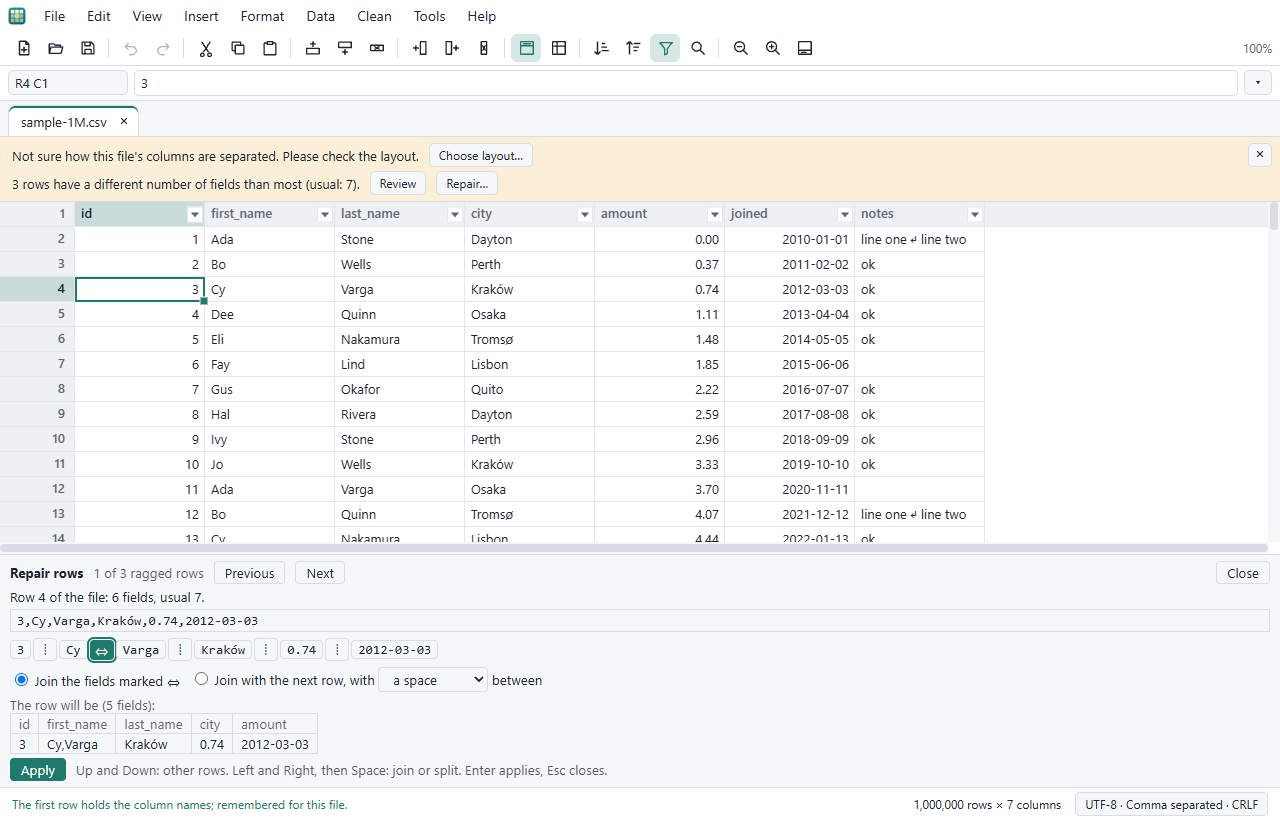 File Edit View Insert Format Data Clean Tools Help
100%
R4 C1 3
sample-1M.csv ×
Not sure how this file's columns are separated. Please check the layout. Choose layout... ×
3 rows have a different number of fields than most (usual: 7). Review Repair...
1 id first_name last_name city amount joined notes
2 1 Ada Stone Dayton 0.00 2010-01-01 line one ↵ line two
3 2 Bo Wells Perth 0.37 2011-02-02 ok
4 3 Cy Varga Kraków 0.74 2012-03-03 ok
5 4 Dee Quinn Osaka 1.11 2013-04-04 ok
6 5 Eli Nakamura Tromsø 1.48 2014-05-05 ok
7 6 Fay Lind Lisbon 1.85 2015-06-06
8 7 Gus Okafor Quito 2.22 2016-07-07 ok
9 8 Hal Rivera Dayton 2.59 2017-08-08 ok
10 9 Ivy Stone Perth 2.96 2018-09-09 ok
11 10 Jo Wells Kraków 3.33 2019-10-10 ok
12 11 Ada Varga Osaka 3.70 2020-11-11
13 12 Bo Quinn Tromsø 4.07 2021-12-12 line one ↵ line two
14 13 Cy Nakamura Lisbon 4.44 2022-01-13 ok
Repair rows 1 of 3 ragged rows Previous Next Close
Row 4 of the file: 6 fields, usual 7.
3,Cy,Varga,Kraków,0.74,2012-03-03
3 ⁞ Cy ⇔ Varga ⁞ Kraków ⁞ 0.74 ⁞ 2012-03-03
Join the fields marked ⇔ Join with the next row, with a space between
The row will be (5 fields):
id first_name last_name city amount
3 Cy,Varga Kraków 0.74 2012-03-03
Apply Up and Down: other rows. Left and Right, then Space: join or split. Enter applies, Esc closes.
The first row holds the column names; remembered for this file. 1,000,000 rows × 7 columns UTF-8 · Comma separated · CRLF